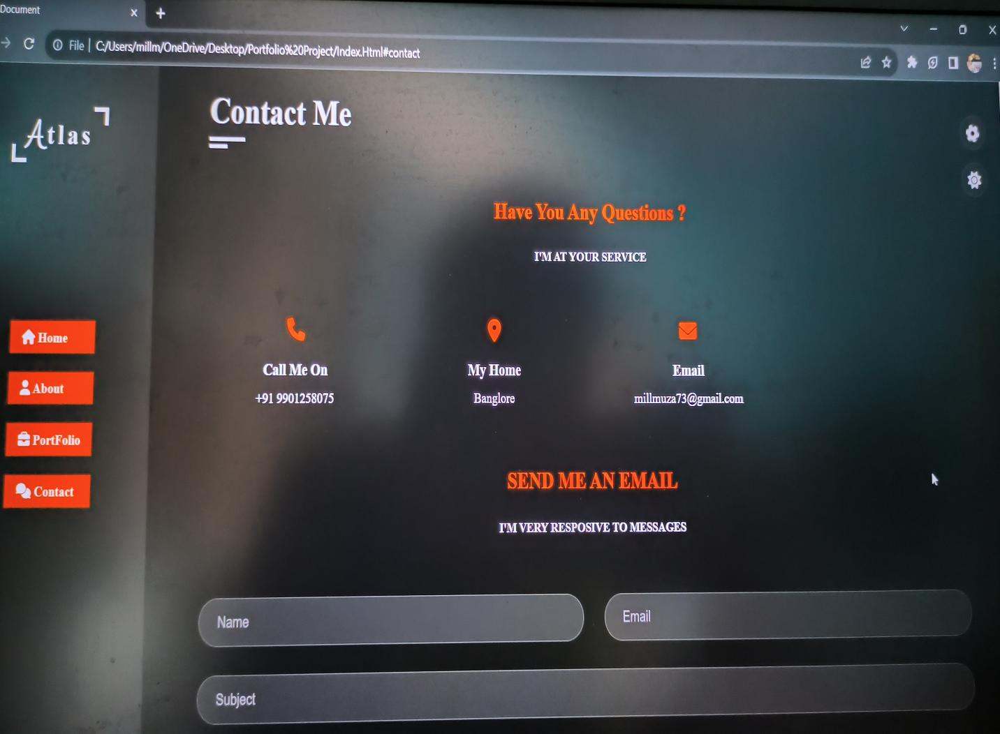 Document
File | C:/Users/millm/OneDrive/Desktop/Portfolio%20Project/Index.Html#contact
Atlas
Contact Me
Have You Any Questions ?
I'M AT YOUR SERVICE
Home
About
PortFolio
Contact
Call Me On
+91 9901258075
My Home
Banglore
Email
millmuza73@gmail.com
SEND ME AN EMAIL
I'M VERY RESPOSIVE TO MESSAGES
Name
Email
Subject